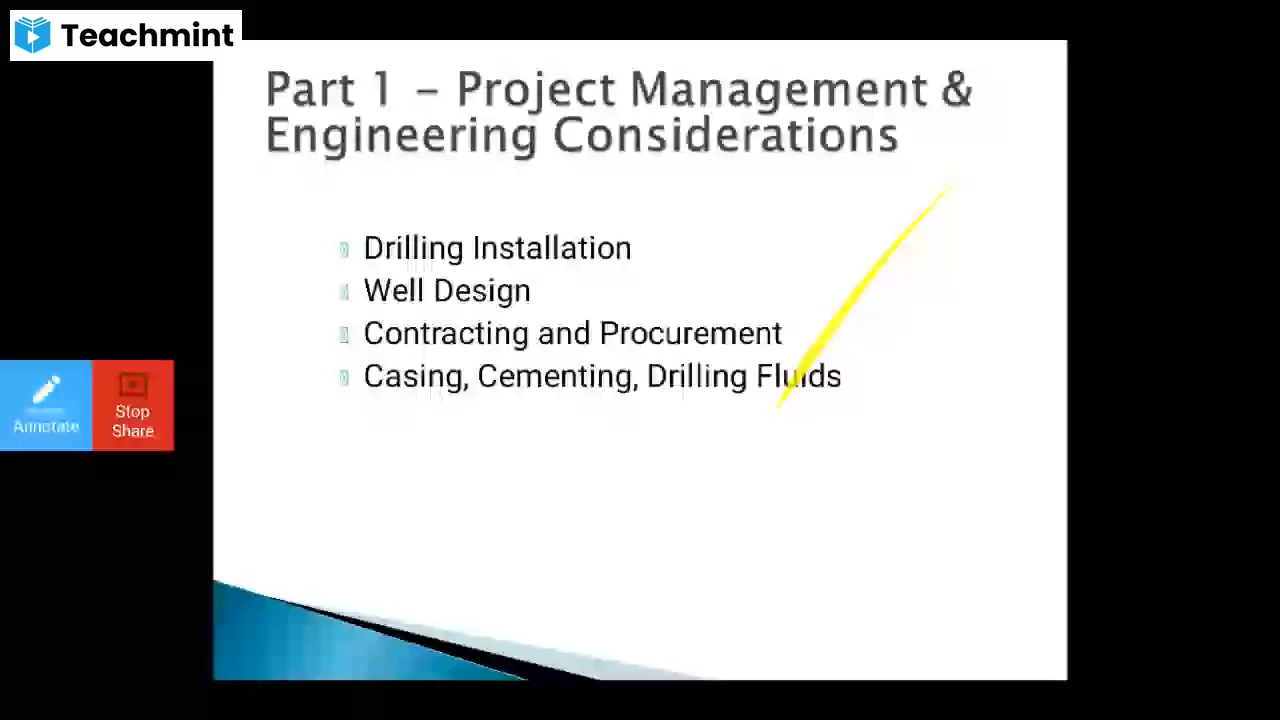 Teachmint
Part 1 – Project Management &
Engineering Considerations
Drilling Installation
Well Design
Contracting and Procurement
Casing, Cementing, Drilling Fluids
Annotate
Stop
Share